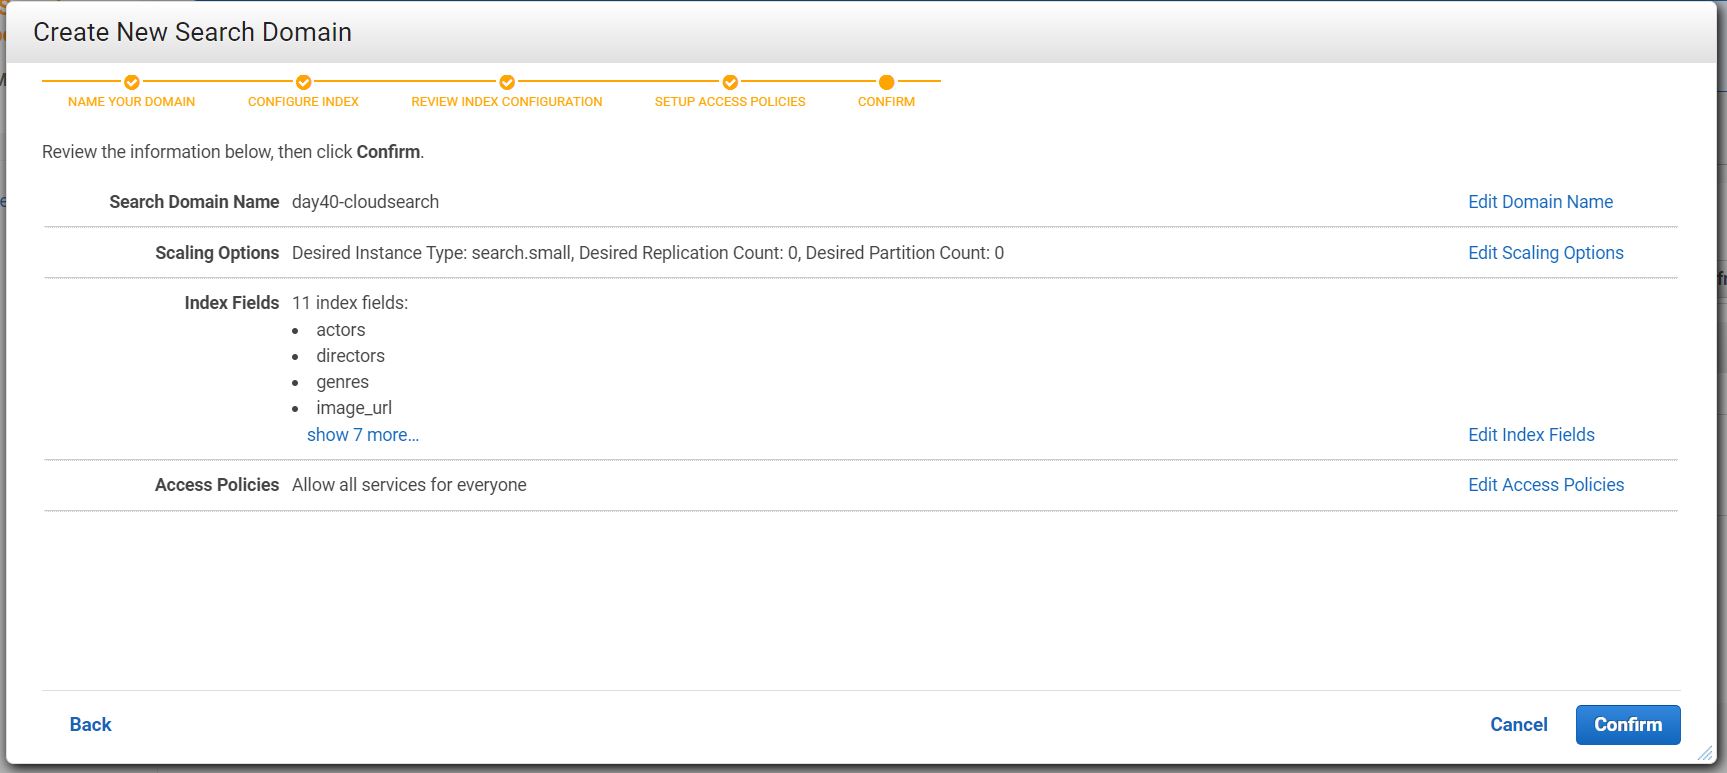 Create New Search Domain
NAME YOUR DOMAIN CONFIGURE INDEX REVIEW INDEX CONFIGURATION SETUP ACCESS POLICIES CONFIRM
Review the information below, then click Confirm.
Search Domain Name day40-cloudsearch Edit Domain Name
Scaling Options Desired Instance Type: search.small, Desired Replication Count: 0, Desired Partition Count: 0 Edit Scaling Options
Index Fields 11 index fields:
• actors
• directors
• genres
• image_url
show 7 more... Edit Index Fields
Access Policies Allow all services for everyone Edit Access Policies
Back Cancel Confirm